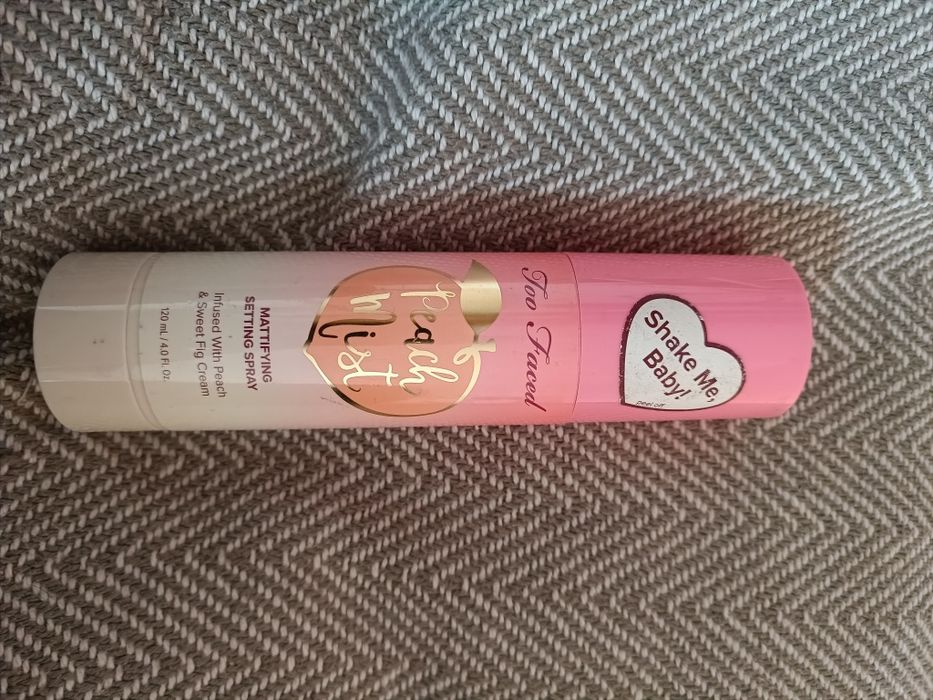 Shake Me,
Baby!
peel off
Too Faced
Peach
Mist
MATTIFYING
SETTING SPRAY
Infused With Peach
& Sweet Fig Cream
120 mL / 4.0 Fl. Oz.